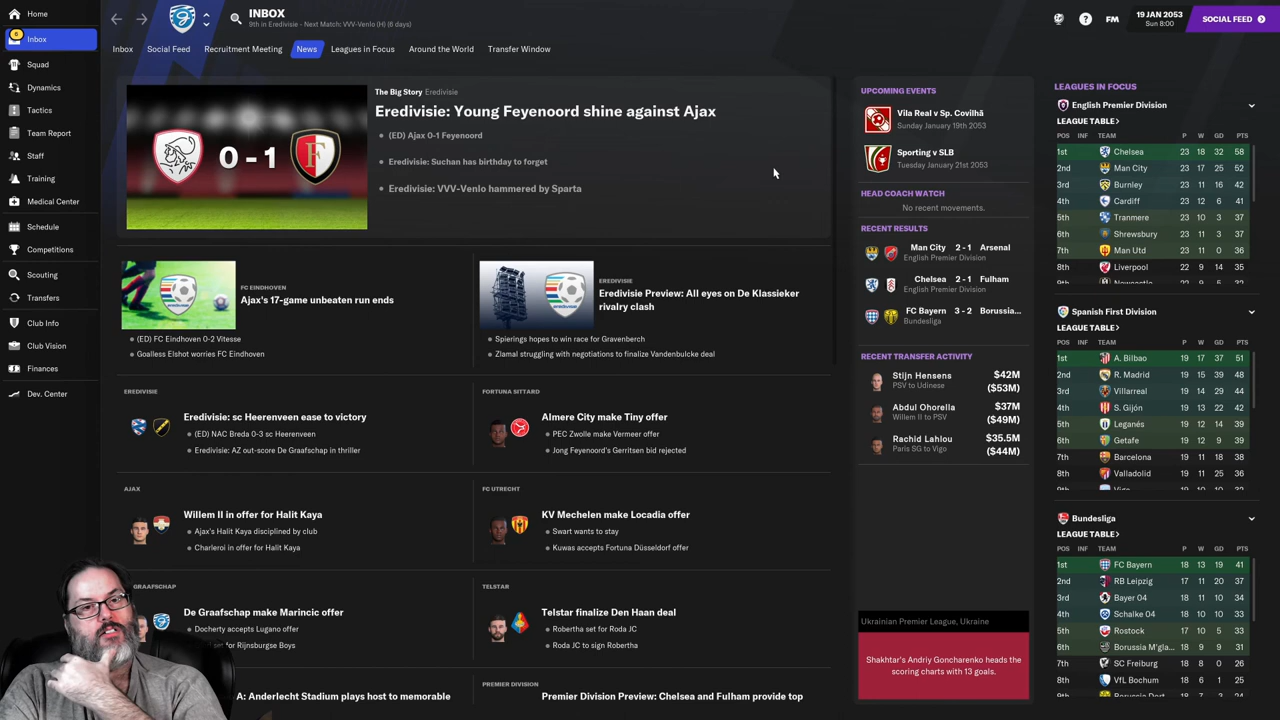 Home
INBOX
9th in Eredivisie - Next Match: VVV-Venlo (H) (6 days)
FM
19 JAN 2053
Sun 8:00
SOCIAL FEED
6
Inbox
Squad
Dynamics
Tactics
Team Report
Staff
Training
Medical Center
Schedule
Competitions
Scouting
Transfers
Club Info
Club Vision
Finances
Dev. Center
Inbox
Social Feed
Recruitment Meeting
News
Leagues in Focus
Around the World
Transfer Window
The Big Story Eredivisie
Eredivisie: Young Feyenoord shine against Ajax
0 - 1
(ED) Ajax 0-1 Feyenoord
Eredivisie: Suchan has birthday to forget
Eredivisie: VVV-Venlo hammered by Sparta
FC EINDHOVEN
Ajax's 17-game unbeaten run ends
(ED) FC Eindhoven 0-2 Vitesse
Goalless Elshot worries FC Eindhoven
EREDIVISIE
Eredivisie Preview: All eyes on De Klassieker
rivalry clash
Spierings hopes to win race for Gravenberch
Zlamal struggling with negotiations to finalize Vandenbulcke deal
EREDIVISIE
Eredivisie: sc Heerenveen ease to victory
(ED) NAC Breda 0-3 sc Heerenveen
Eredivisie: AZ out-score De Graafschap in thriller
FORTUNA SITTARD
Almere City make Tiny offer
PEC Zwolle make Vermeer offer
Jong Feyenoord's Gerritsen bid rejected
AJAX
Willem II in offer for Halit Kaya
Ajax's Halit Kaya disciplined by club
Charleroi in offer for Halit Kaya
FC UTRECHT
KV Mechelen make Locadia offer
Swart wants to stay
Kuwas accepts Fortuna Düsseldorf offer
GRAAFSCHAP
De Graafschap make Marincic offer
Docherty accepts Lugano offer
for Rijnsburgse Boys
TELSTAR
Telstar finalize Den Haan deal
Robertha set for Roda JC
Roda JC to sign Robertha
A: Anderlecht Stadium plays host to memorable
PREMIER DIVISION
Premier Division Preview: Chelsea and Fulham provide top
UPCOMING EVENTS
Vila Real v Sp. Covilhã
Sunday January 19th 2053
Sporting v SLB
Tuesday January 21st 2053
HEAD COACH WATCH
No recent movements.
RECENT RESULTS
Man City 2 - 1 Arsenal
English Premier Division
Chelsea 2 - 1 Fulham
English Premier Division
FC Bayern 3 - 2 Borussia...
Bundesliga
RECENT TRANSFER ACTIVITY
Stijn Hensens $42M
PSV to Udinese ($53M)
Abdul Ohorella $37M
Willem II to PSV ($49M)
Rachid Lahlou $35.5M
Paris SG to Vigo ($44M)
Ukrainian Premier League, Ukraine
Shakhtar's Andriy Goncharenko heads the
scoring charts with 13 goals.
LEAGUES IN FOCUS
English Premier Division
LEAGUE TABLE>
POS INF TEAM P W GD PTS
1st Chelsea 23 18 32 58
2nd Man City 23 17 25 52
3rd Burnley 23 11 16 42
4th Cardiff 23 12 6 41
5th Tranmere 23 10 3 37
6th Shrewsbury 23 10 3 37
7th Man Utd 23 11 0 36
8th Liverpool 22 9 14 35
Spanish First Division
LEAGUE TABLE>
POS INF TEAM P W GD PTS
1st A. Bilbao 19 17 37 51
2nd R. Madrid 19 15 39 48
3rd Villarreal 19 14 29 44
4th S. Gijón 19 13 22 42
5th Leganés 19 12 14 39
6th Getafe 19 12 14 39
7th Barcelona 19 11 18 38
8th Valladolid 19 11 25 36
Bundesliga
LEAGUE TABLE>
POS INF TEAM P W GD PTS
1st FC Bayern 18 13 19 41
2nd RB Leipzig 17 11 20 37
3rd Bayer 04 18 11 10 34
4th Schalke 04 18 10 10 33
5th Rostock 17 10 5 33
6th Borussia M'gla... 18 9 9 31
7th SC Freiburg 18 8 0 26
8th VfL Bochum 18 6 1 25